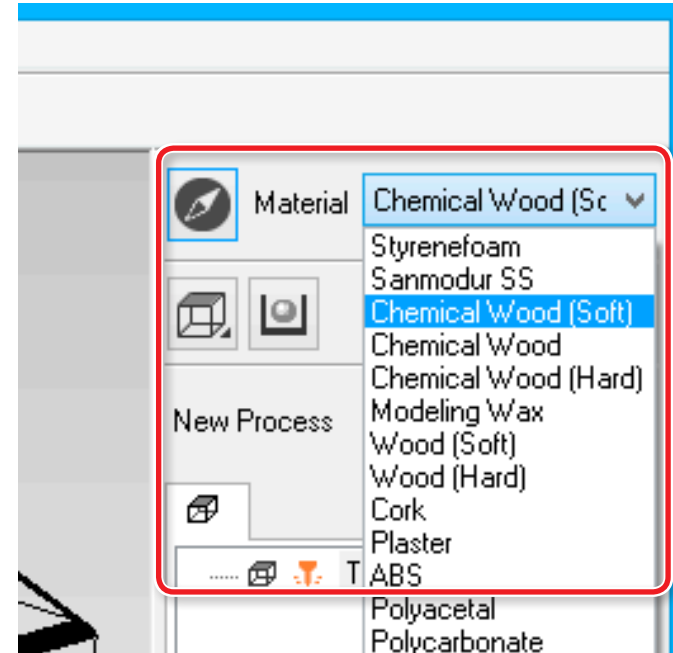 Material Chemical Wood (Sc
Styrenefoam
Sanmodur SS
Chemical Wood (Soft)
Chemical Wood
Chemical Wood (Hard)
Modeling Wax
New Process
Wood (Soft)
Wood (Hard)
Cork
Plaster
T
ABS
Polyacetal
Polycarbonate